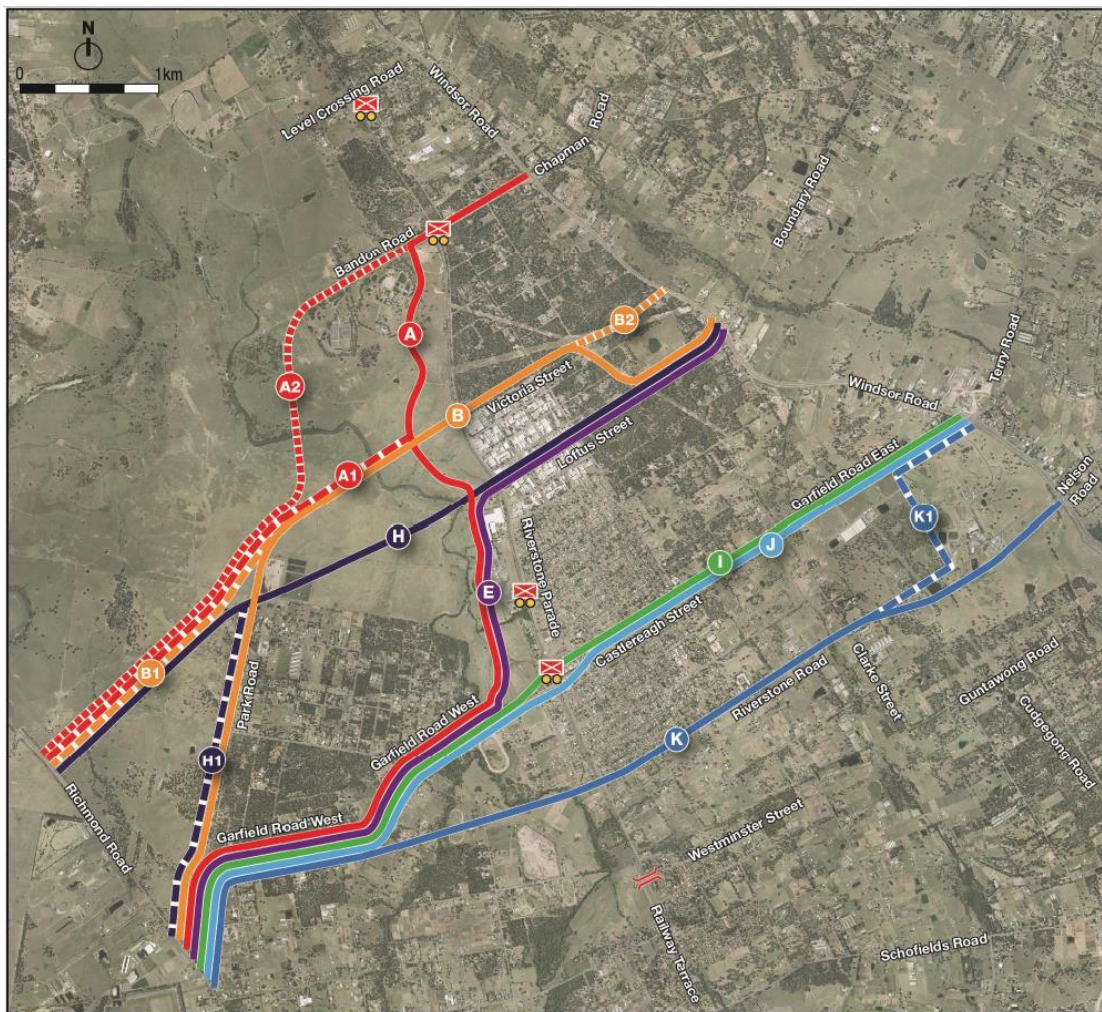 N
0 1km
Level Crossing Road
Windsor Road
Chapman Road
Boundary Road
Bandon Road
A
B2
A2
Victoria Street
B
Terry Road
Windsor Road
Loftus Street
A1
Garfield Road East
Nelson Road
K1
H
Riverstone Parade
I
J
E
Castlereagh Street
B1
Park Road
Clarke Street
Guntawong Road
Riverstone Road
Cudgegong Road
Garfield Road West
K
H1
Richmond Road
Garfield Road West
Westminster Street
Railway Terrace
Schofields Road